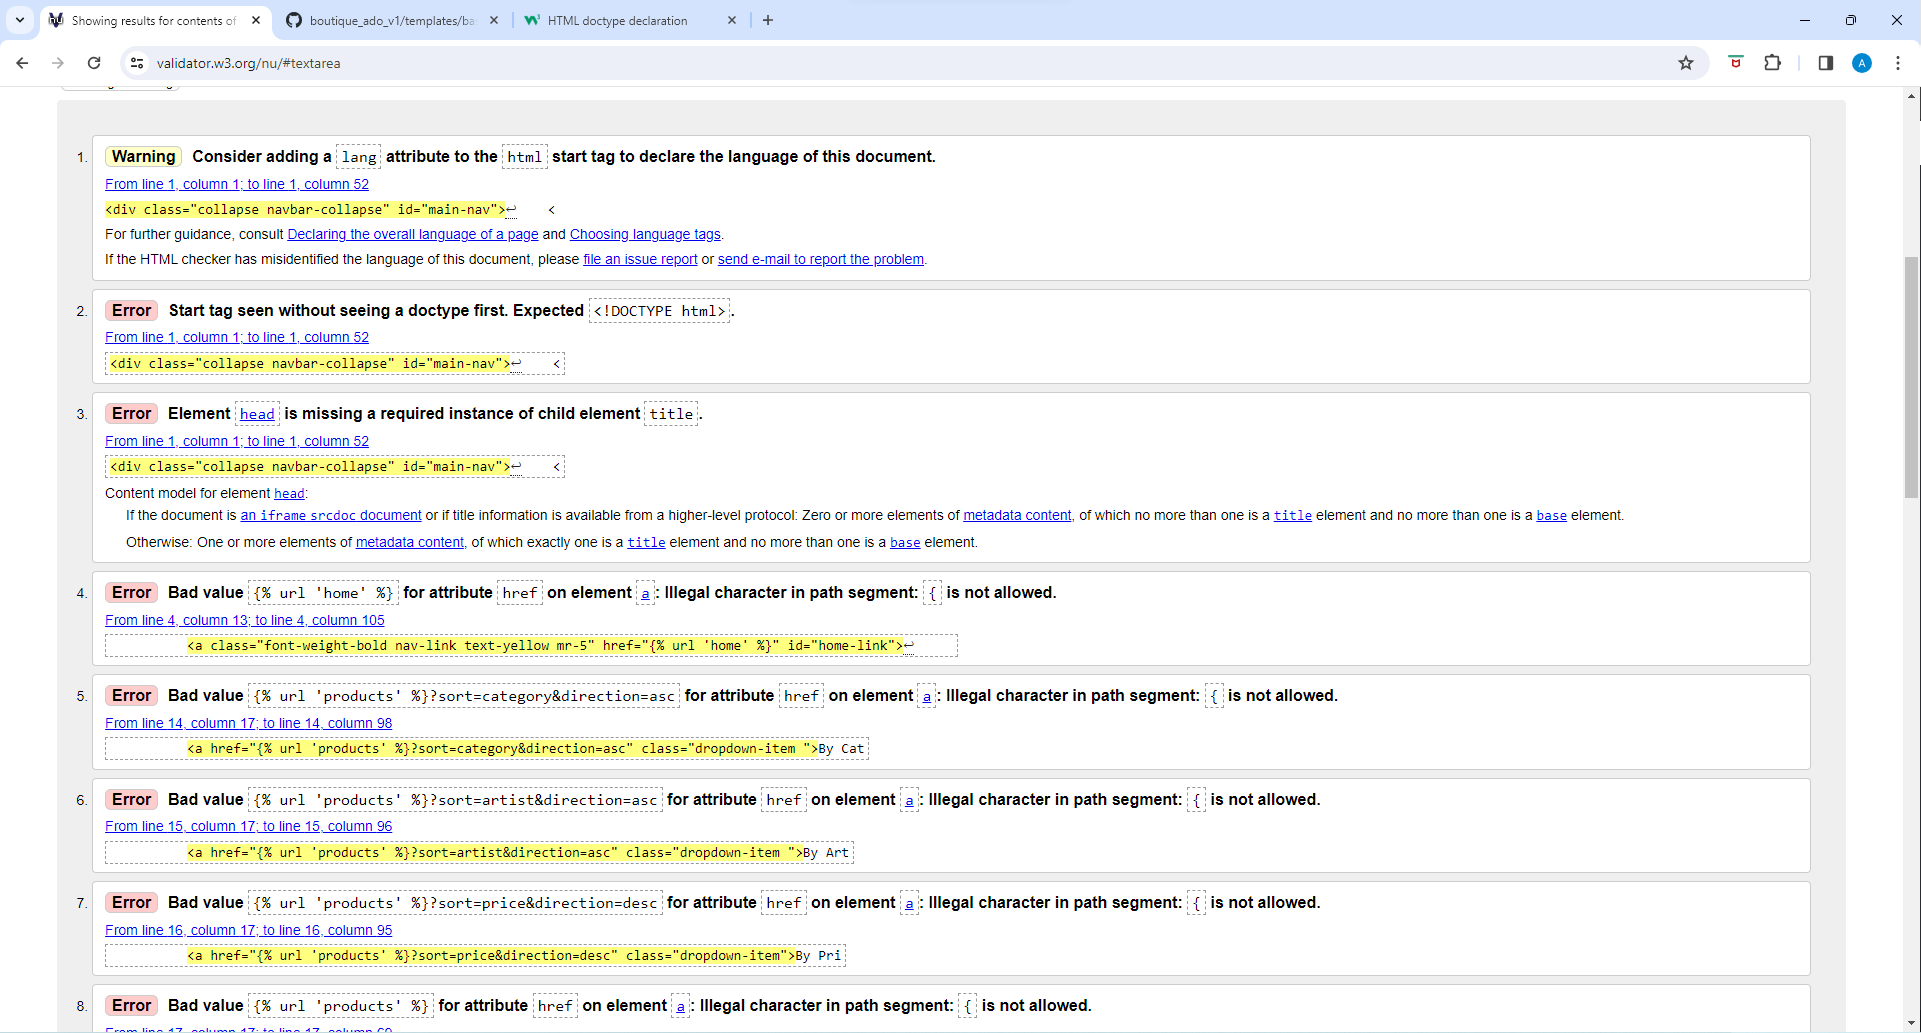 Showing results for contents of
boutique_ado_v1/templates/ba
HTML doctype declaration
validator.w3.org/nu/#textarea
A
1. Warning Consider adding a lang attribute to the html start tag to declare the language of this document.
From line 1, column 1; to line 1, column 52
<div class="collapse navbar-collapse" id="main-nav">↩ <
For further guidance, consult Declaring the overall language of a page and Choosing language tags.
If the HTML checker has misidentified the language of this document, please file an issue report or send e-mail to report the problem.
2. Error Start tag seen without seeing a doctype first. Expected <!DOCTYPE html>.
From line 1, column 1; to line 1, column 52
<div class="collapse navbar-collapse" id="main-nav">↩ <
3. Error Element head is missing a required instance of child element title.
From line 1, column 1; to line 1, column 52
<div class="collapse navbar-collapse" id="main-nav">↩ <
Content model for element head:
If the document is an iframe srcdoc document or if title information is available from a higher-level protocol: Zero or more elements of metadata content, of which no more than one is a title element and no more than one is a base element.
Otherwise: One or more elements of metadata content, of which exactly one is a title element and no more than one is a base element.
4. Error Bad value {% url 'home' %} for attribute href on element a: Illegal character in path segment: { is not allowed.
From line 4, column 13; to line 4, column 105
<a class="font-weight-bold nav-link text-yellow mr-5" href="{% url 'home' %}" id="home-link">↩
5. Error Bad value {% url 'products' %}?sort=category&direction=asc for attribute href on element a: Illegal character in path segment: { is not allowed.
From line 14, column 17; to line 14, column 98
<a href="{% url 'products' %}?sort=category&direction=asc" class="dropdown-item ">By Cat
6. Error Bad value {% url 'products' %}?sort=artist&direction=asc for attribute href on element a: Illegal character in path segment: { is not allowed.
From line 15, column 17; to line 15, column 96
<a href="{% url 'products' %}?sort=artist&direction=asc" class="dropdown-item ">By Art
7. Error Bad value {% url 'products' %}?sort=price&direction=desc for attribute href on element a: Illegal character in path segment: { is not allowed.
From line 16, column 17; to line 16, column 95
<a href="{% url 'products' %}?sort=price&direction=desc" class="dropdown-item">By Pri
8. Error Bad value {% url 'products' %} for attribute href on element a: Illegal character in path segment: { is not allowed.
From line 17, column 17; to line 17, column 69